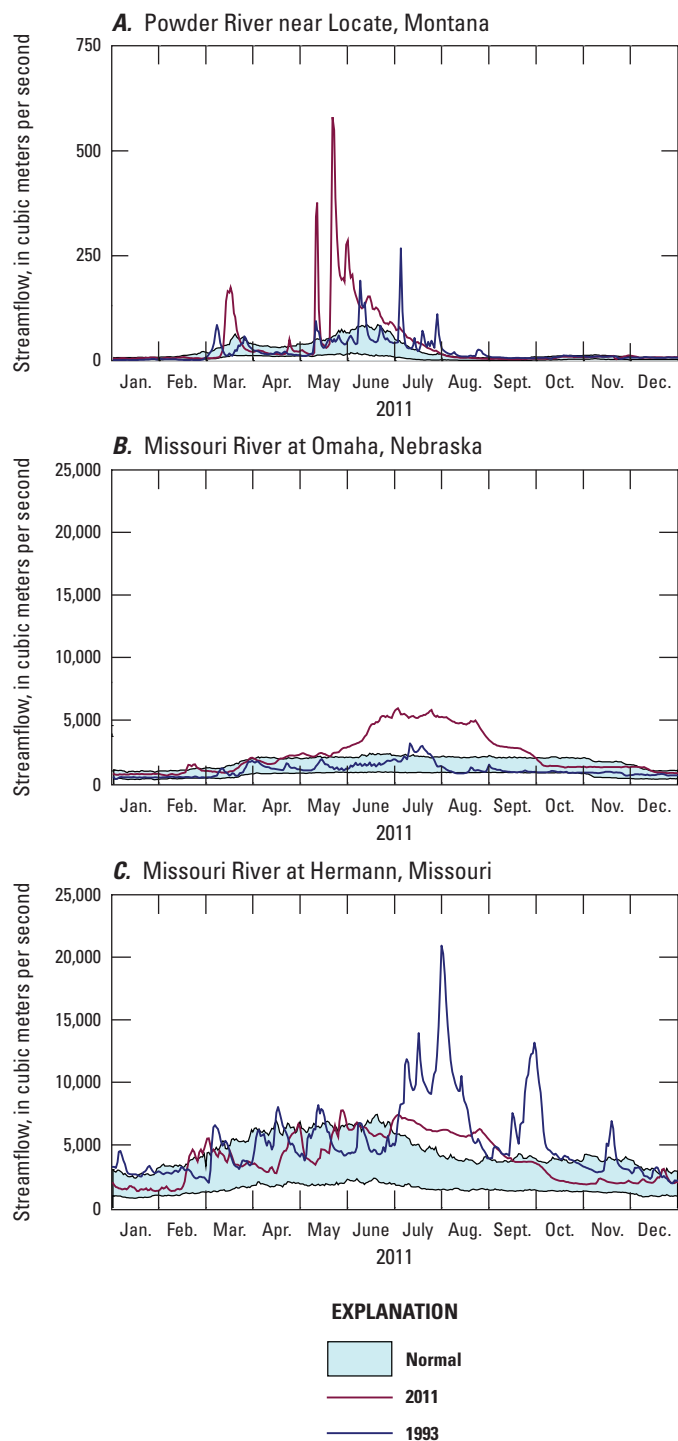 A. Powder River near Locate, Montana
Streamflow, in cubic meters per second
750
500
250
0
Jan. Feb. Mar. Apr. May June July Aug. Sept. Oct. Nov. Dec.
2011
B. Missouri River at Omaha, Nebraska
Streamflow, in cubic meters per second
25,000
20,000
15,000
10,000
5,000
0
Jan. Feb. Mar. Apr. May June July Aug. Sept. Oct. Nov. Dec.
2011
C. Missouri River at Hermann, Missouri
Streamflow, in cubic meters per second
25,000
20,000
15,000
10,000
5,000
0
Jan. Feb. Mar. Apr. May June July Aug. Sept. Oct. Nov. Dec.
2011
EXPLANATION
Normal
2011
1993